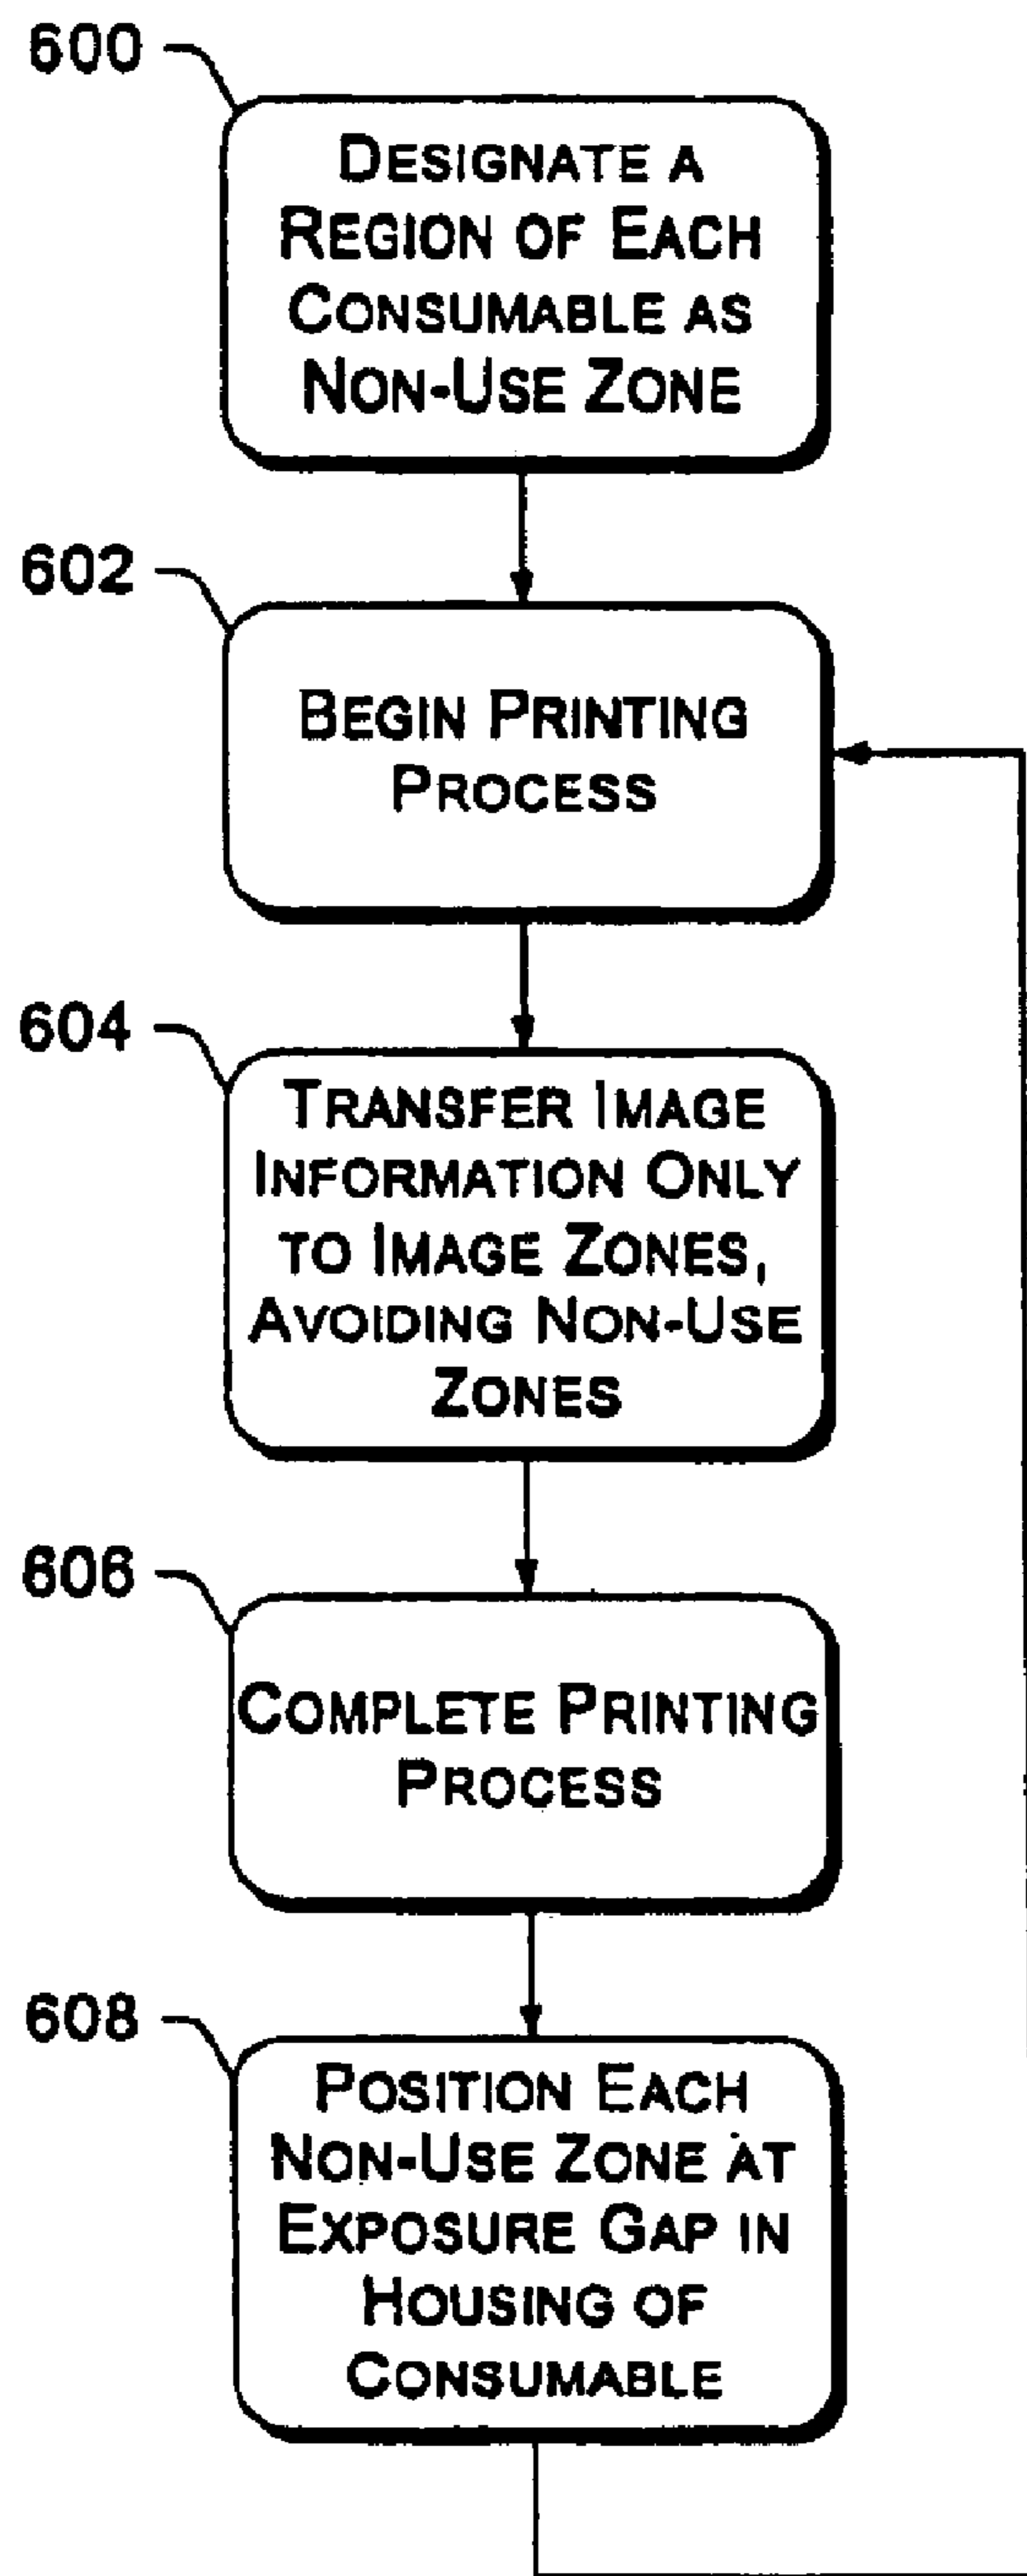 600
DESIGNATE A
REGION OF EACH
CONSUMABLE AS
NON-USE ZONE
602
BEGIN PRINTING
PROCESS
604
TRANSFER IMAGE
INFORMATION ONLY
TO IMAGE ZONES,
AVOIDING NON-USE
ZONES
606
COMPLETE PRINTING
PROCESS
608
POSITION EACH
NON-USE ZONE AT
EXPOSURE GAP IN
HOUSING OF
CONSUMABLE